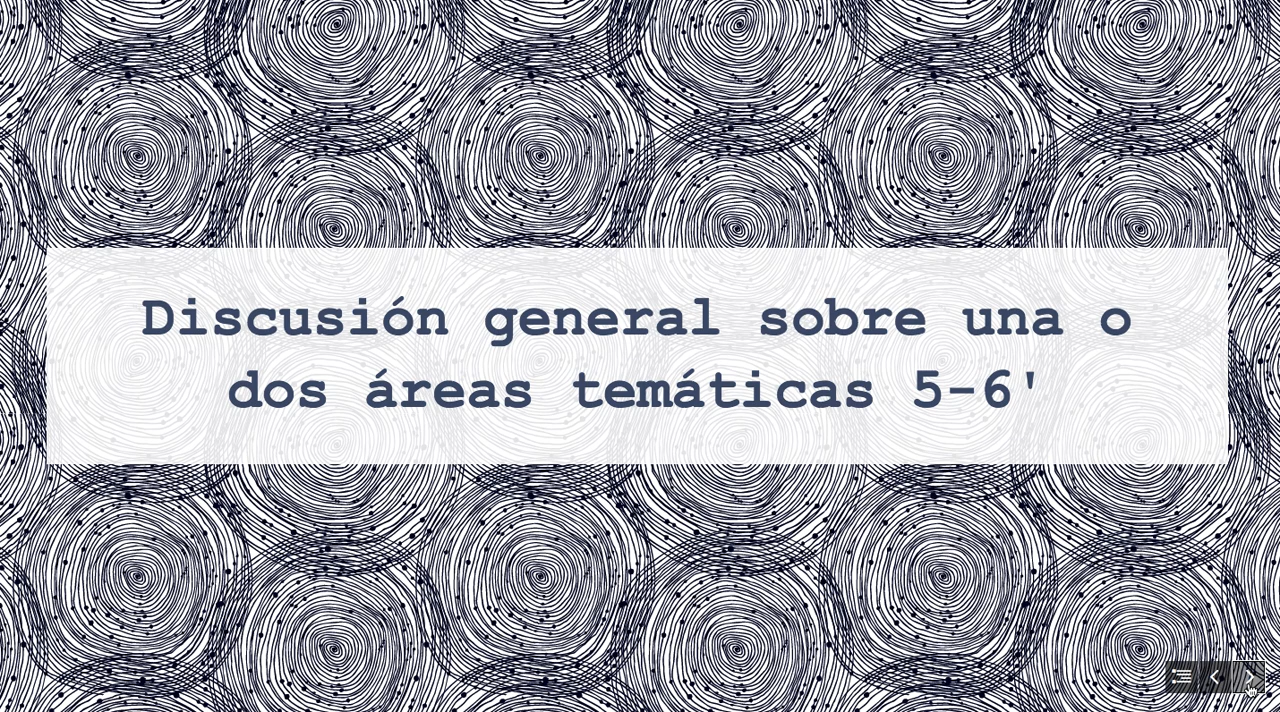 Discusión general sobre una o
dos áreas temáticas 5-6'